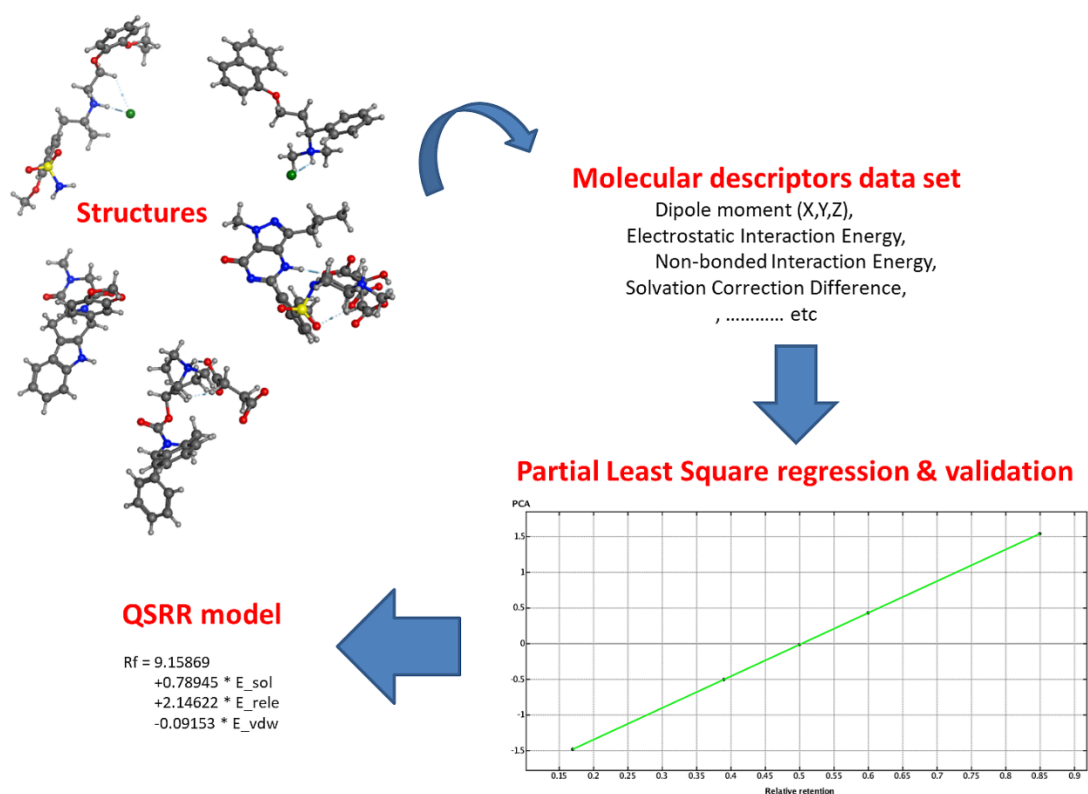 Structures
Molecular descriptors data set
Dipole moment (X,Y,Z),
Electrostatic Interaction Energy,
Non-bonded Interaction Energy,
Solvation Correction Difference,
, ………… etc
Partial Least Square regression & validation
PCA
1.5
1
0.5
0
-0.5
-1
-1.5
0.15 0.2 0.25 0.3 0.35 0.4 0.45 0.5 0.55 0.6 0.65 0.7 0.75 0.8 0.85 0.9
Relative retention
QSRR model
Rf = 9.15869
+0.78945 * E_sol
+2.14622 * E_rele
-0.09153 * E_vdw